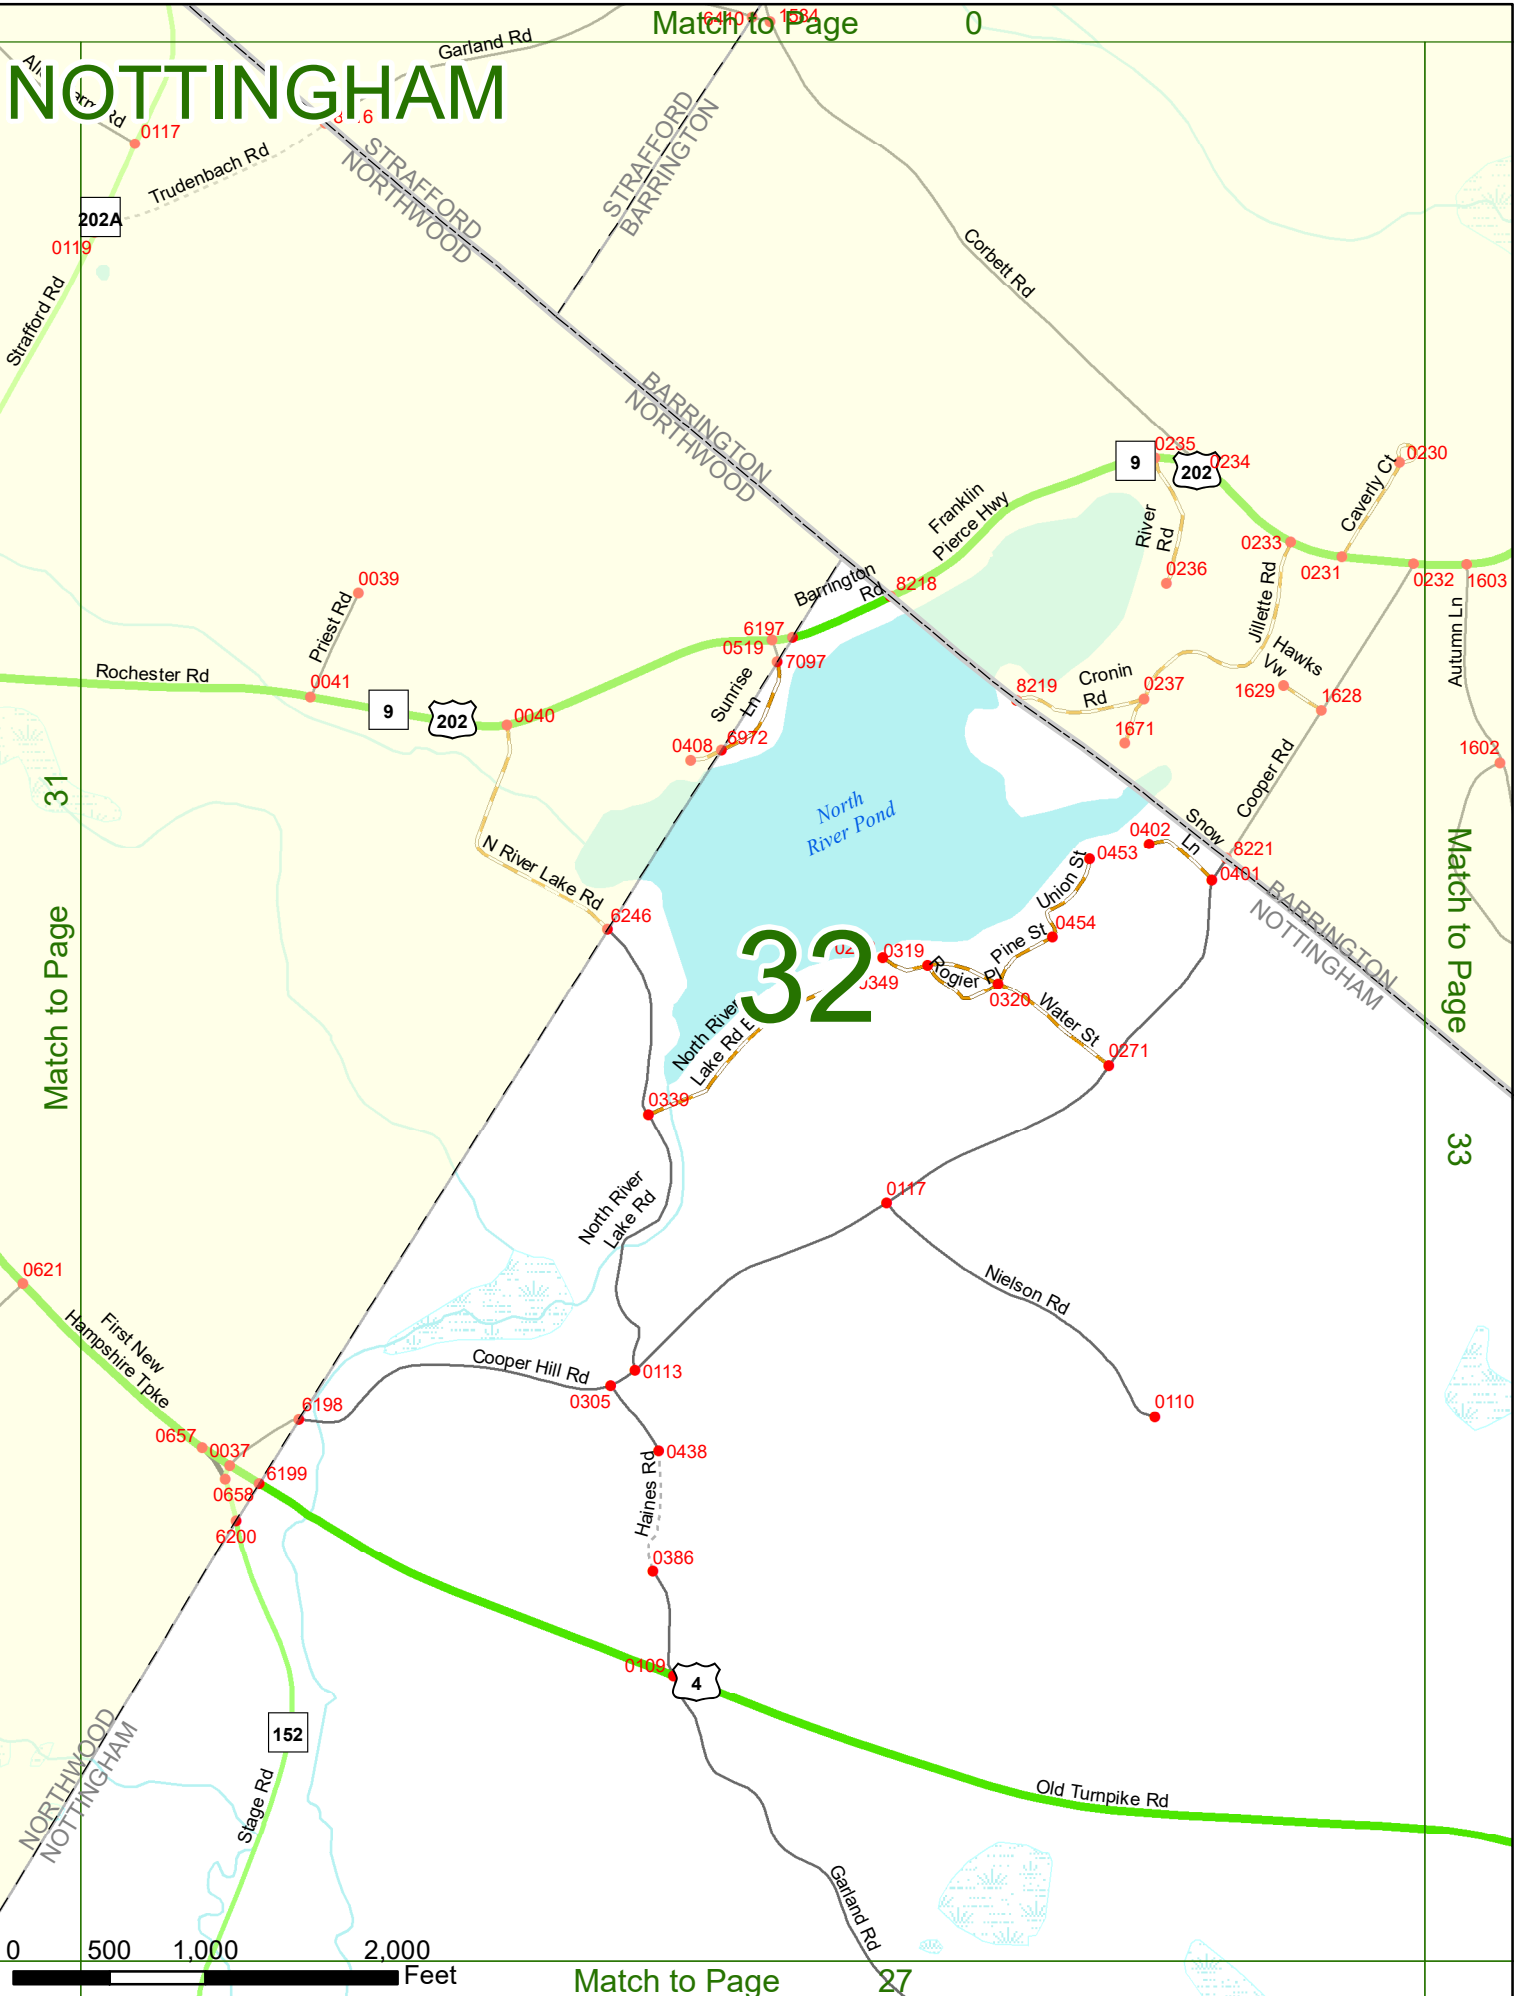 Match to Page 0
6410
1584
Garland Rd
NOTTINGHAM
Rd
0117
Trudenbach Rd
202A
0119
Strafford Rd
STRAFFORD
NORTHWOOD
STRAFFORD
BARRINGTON
Corbett Rd
BARRINGTON
NORTHWOOD
9
0235
202
0234
0230
Caverly Ct
Franklin
Pierce Hwy
River
Rd
0236
0233
0231
0232
1603
Jillette Rd
Autumn Ln
Hawks
Vw
1629
1628
1602
Cooper Rd
0039
Priest Rd
Rochester Rd
0041
9
202
0040
Barrington
Rd
8218
6197
0519
7097
Sunrise
Ln
6972
0408
8219
Cronin
Rd
0237
1671
31
Match to Page
North
River Pond
N River Lake Rd
6246
Snow
Ln
0402
8221
0401
0453
Union St
0454
Pine St
BARRINGTON
NOTTINGHAM
Match to Page
33
32
0319
0349
Rogier Pl
0320
Water St
0271
North River
Lake Rd E
0339
North River
Lake Rd
0117
Nielson Rd
0110
0621
First New
Hampshire Tpke
Cooper Hill Rd
0113
0305
6198
0657
0037
6199
0658
6200
0438
Haines Rd
0386
0109
4
152
Stage Rd
NORTHWOOD
NOTTINGHAM
Old Turnpike Rd
Garland Rd
0 500 1,000 2,000
Feet
Match to Page 27